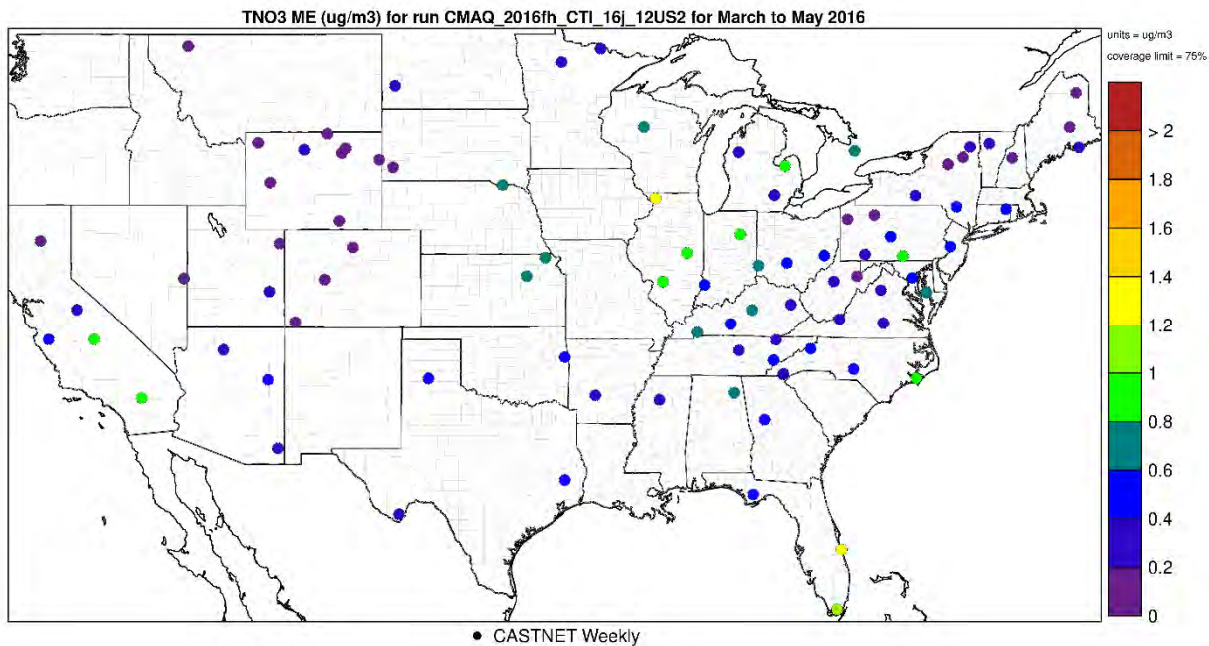 TNO3 ME (ug/m3) for run CMAQ_2016fh_CTI_16j_12US2 for March to May 2016
units = ug/m3
coverage limit = 75%
> 2
1.8
1.6
1.4
1.2
1
0.8
0.6
0.4
0.2
0
CASTNET Weekly